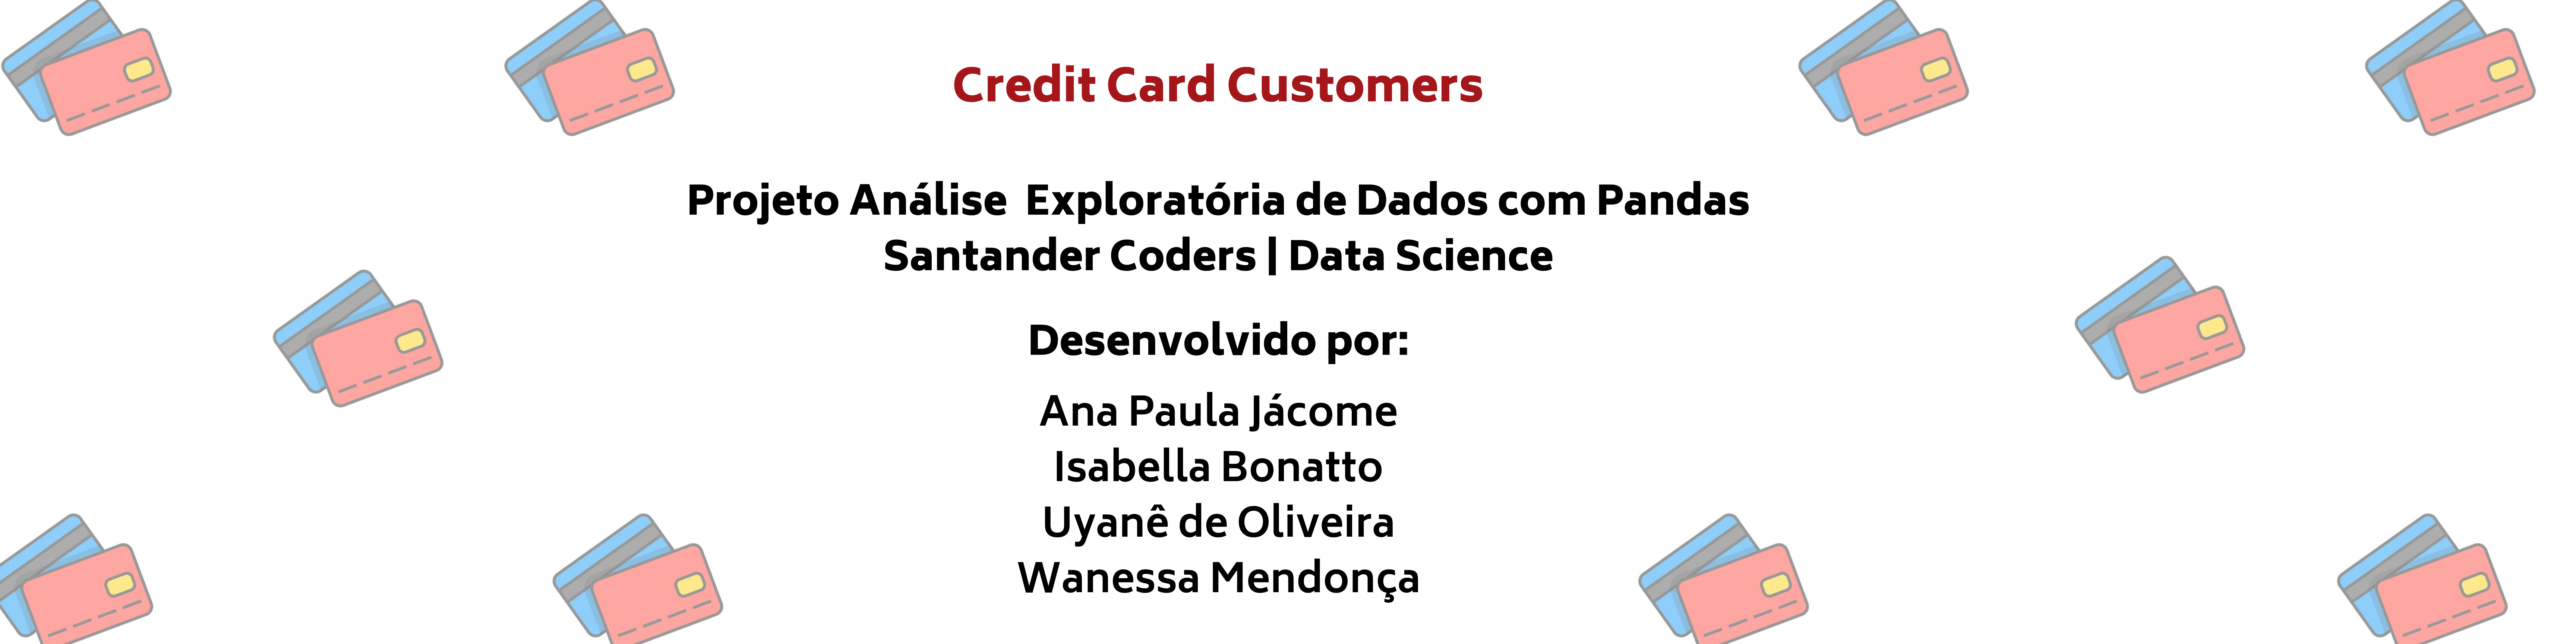 Credit Card Customers
Projeto Análise  Exploratória de Dados com Pandas
Santander Coders | Data Science
Desenvolvido por:
Ana Paula Jácome
Isabella Bonatto
Uyanê de Oliveira
Wanessa Mendonça